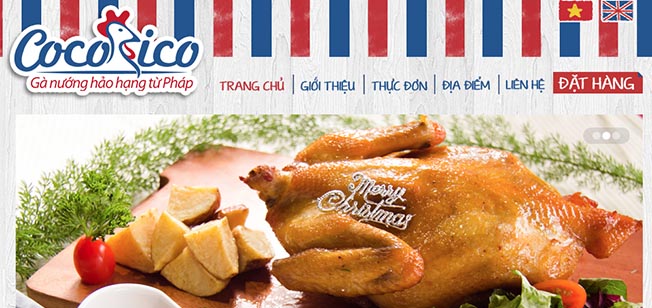 CocoRico
Gà nướng hảo hạng từ Pháp
TRANG CHỦ | GIỚI THIỆU | THỰC ĐƠN | ĐỊA ĐIỂM | LIÊN HỆ ĐẶT HÀNG
Merry
Christmas